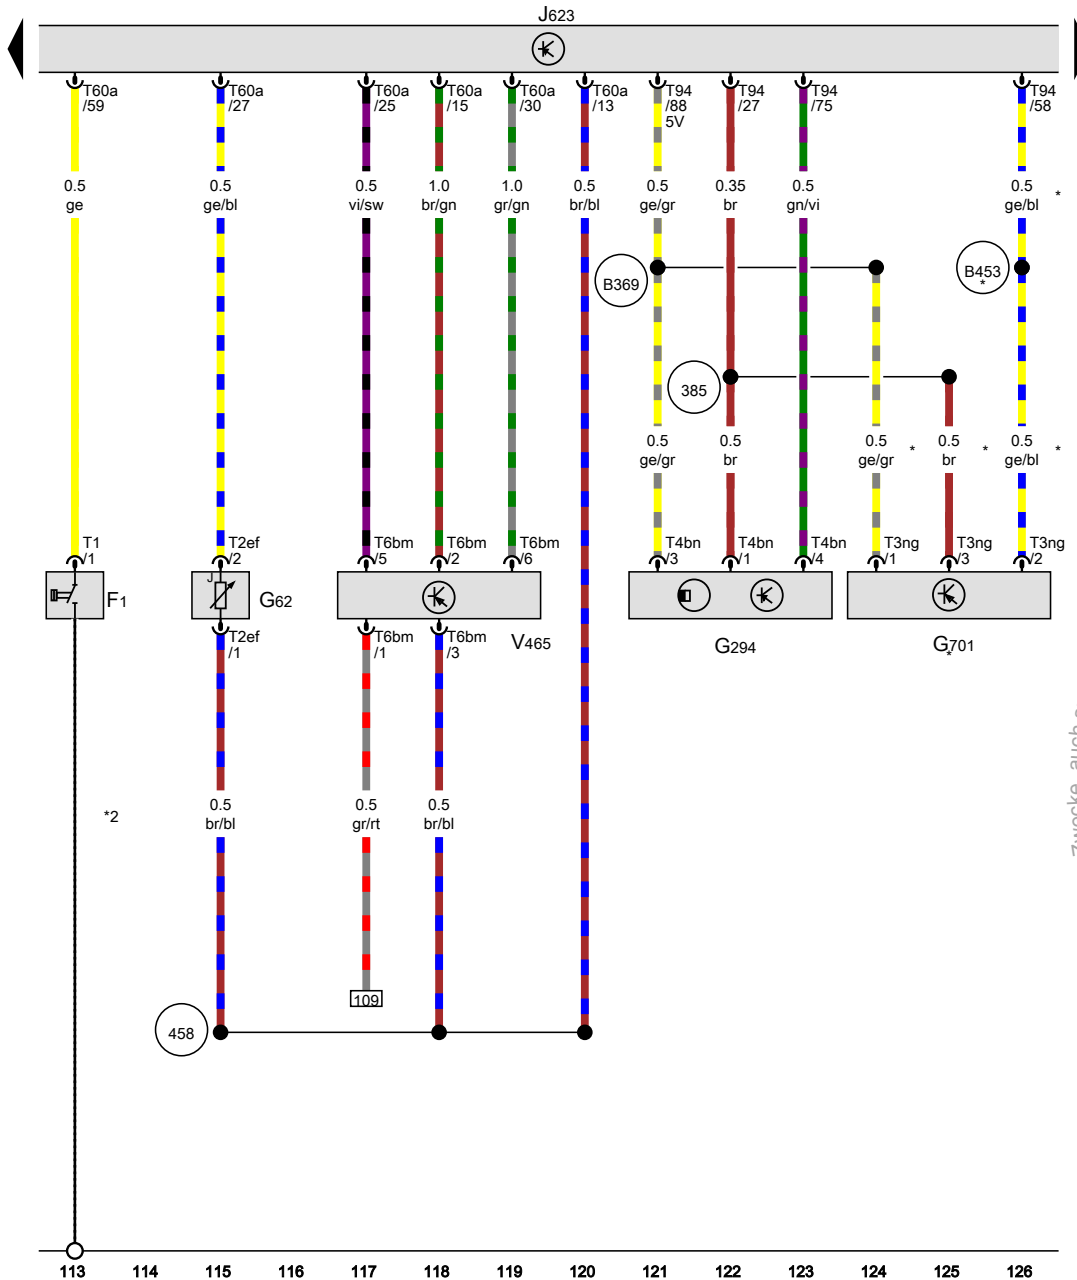 J623
T60a
/59
T60a
/27
T60a
/25
T60a
/15
T60a
/30
T60a
/13
T94
/88
5V
T94
/27
T94
/75
T94
/58
0.5
ge
0.5
ge/bl
0.5
vi/sw
1.0
br/gn
1.0
gr/gn
0.5
br/bl
0.5
ge/gr
0.35
br
0.5
gn/vi
0.5
ge/bl
*
B369
B453
*
385
0.5
ge/gr
0.5
br
0.5
ge/gr
*
0.5
br
*
0.5
ge/bl
*
T1
/1
T2ef
/2
T6bm
/5
T6bm
/2
T6bm
/6
T4bn
/3
T4bn
/1
T4bn
/4
T3ng
/1
T3ng
/3
T3ng
/2
F1
J
G62
V465
G294
G701
*
T2ef
/1
T6bm
/1
T6bm
/3
*2
0.5
br/bl
0.5
gr/rt
0.5
br/bl
109
458
113 114 115 116 117 118 119 120 121 122 123 124 125 126
Zwecke, auch